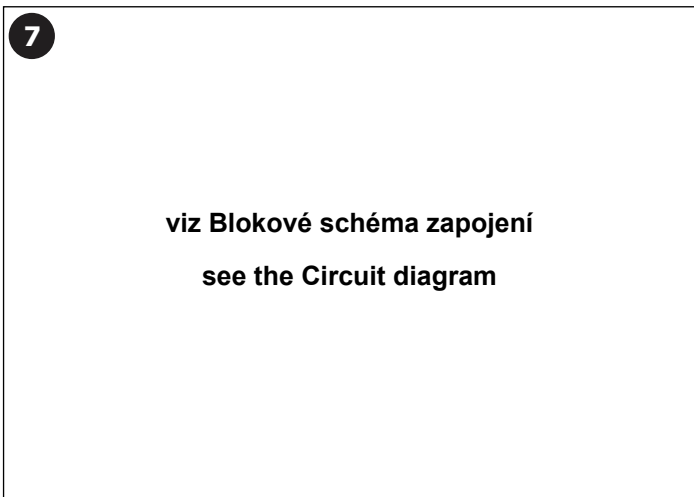 7
viz Blokové schéma zapojení
see the Circuit diagram